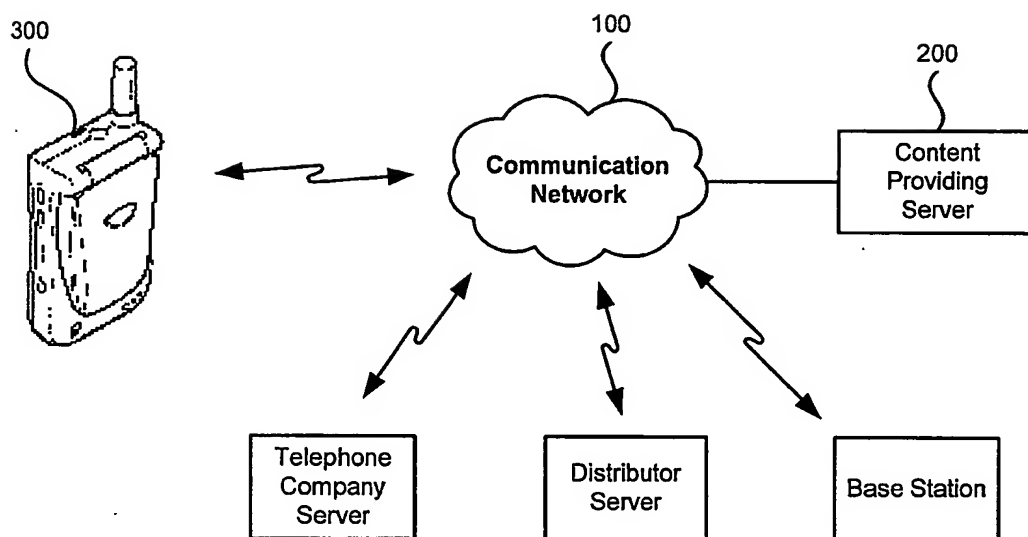 300
100
200
Communication
Network
Content
Providing
Server
Telephone
Company
Server
Distributor
Server
Base Station